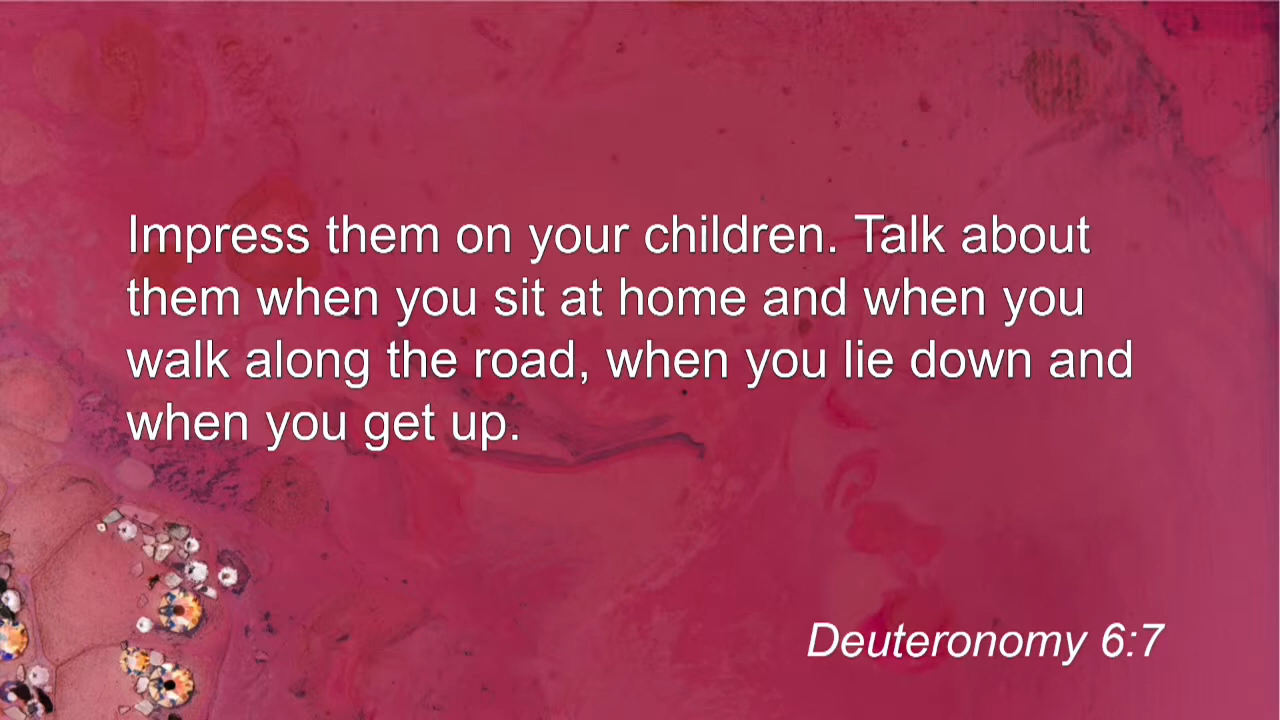 Impress them on your children. Talk about
them when you sit at home and when you
walk along the road, when you lie down and
when you get up.
Deuteronomy 6:7